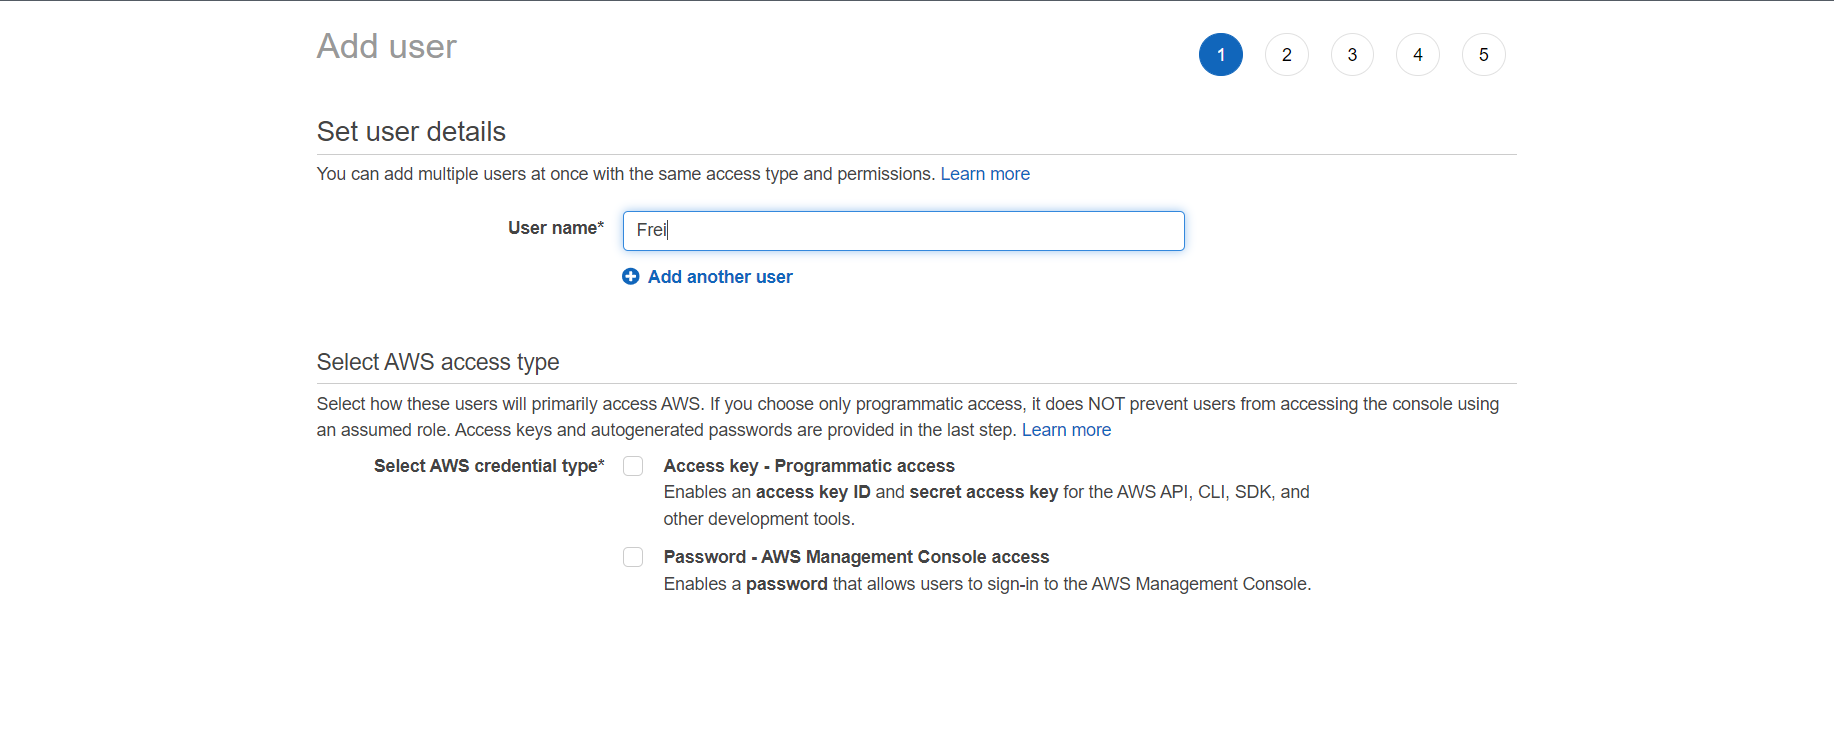 Add user
1 2 3 4 5
Set user details
You can add multiple users at once with the same access type and permissions. Learn more
User name* Frei
Add another user
Select AWS access type
Select how these users will primarily access AWS. If you choose only programmatic access, it does NOT prevent users from accessing the console using
an assumed role. Access keys and autogenerated passwords are provided in the last step. Learn more
Select AWS credential type* Access key - Programmatic access
Enables an access key ID and secret access key for the AWS API, CLI, SDK, and
other development tools.
Password - AWS Management Console access
Enables a password that allows users to sign-in to the AWS Management Console.